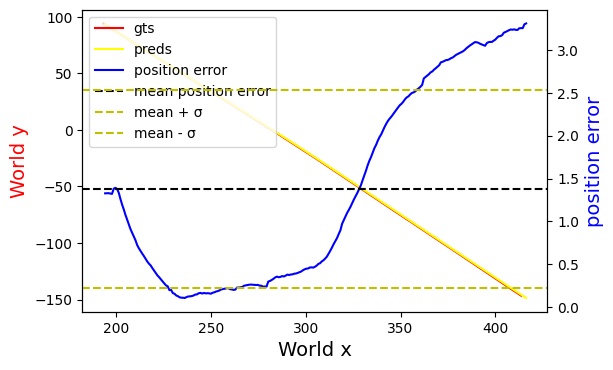 gts
preds
position error
mean position error
mean + σ
mean - σ
100
50
0
−50
−100
−150
World y
3.0
2.5
2.0
1.5
1.0
0.5
0.0
position error
200 250 300 350 400
World x